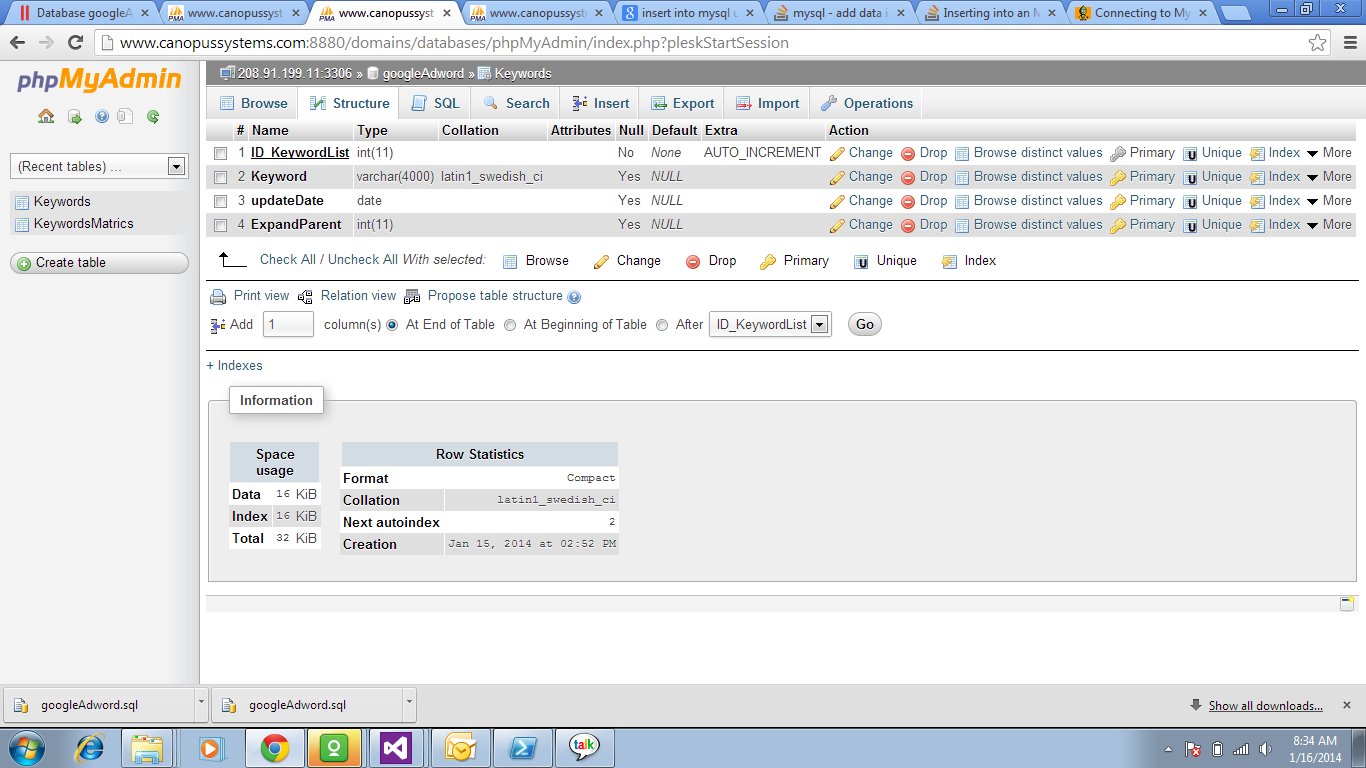 Database googleA
www.canopussyst
www.canopussyst
www.canopussyst
insert into mysql u
mysql - add data i
Inserting into an M
Connecting to My
www.canopussystems.com:8880/domains/databases/phpMyAdmin/index.php?pleskStartSession
phpMyAdmin
(Recent tables) ...
Keywords
KeywordsMatrics
Create table
208.91.199.11:3306 » googleAdword » Keywords
Browse Structure SQL Search Insert Export Import Operations
# Name Type Collation Attributes Null Default Extra Action
1 ID_KeywordList int(11) No None AUTO_INCREMENT Change Drop Browse distinct values Primary Unique Index More
2 Keyword varchar(4000) latin1_swedish_ci Yes NULL Change Drop Browse distinct values Primary Unique Index More
3 updateDate date Yes NULL Change Drop Browse distinct values Primary Unique Index More
4 ExpandParent int(11) Yes NULL Change Drop Browse distinct values Primary Unique Index More
Check All / Uncheck All With selected: Browse Change Drop Primary Unique Index
Print view Relation view Propose table structure
Add 1 column(s) At End of Table At Beginning of Table After ID_KeywordList Go
+ Indexes
Information
Space usage
Data 16 KiB
Index 16 KiB
Total 32 KiB
Row Statistics
Format Compact
Collation latin1_swedish_ci
Next autoindex 2
Creation Jan 15, 2014 at 02:52 PM
googleAdword.sql
googleAdword.sql
Show all downloads...
talk
8:34 AM
1/16/2014